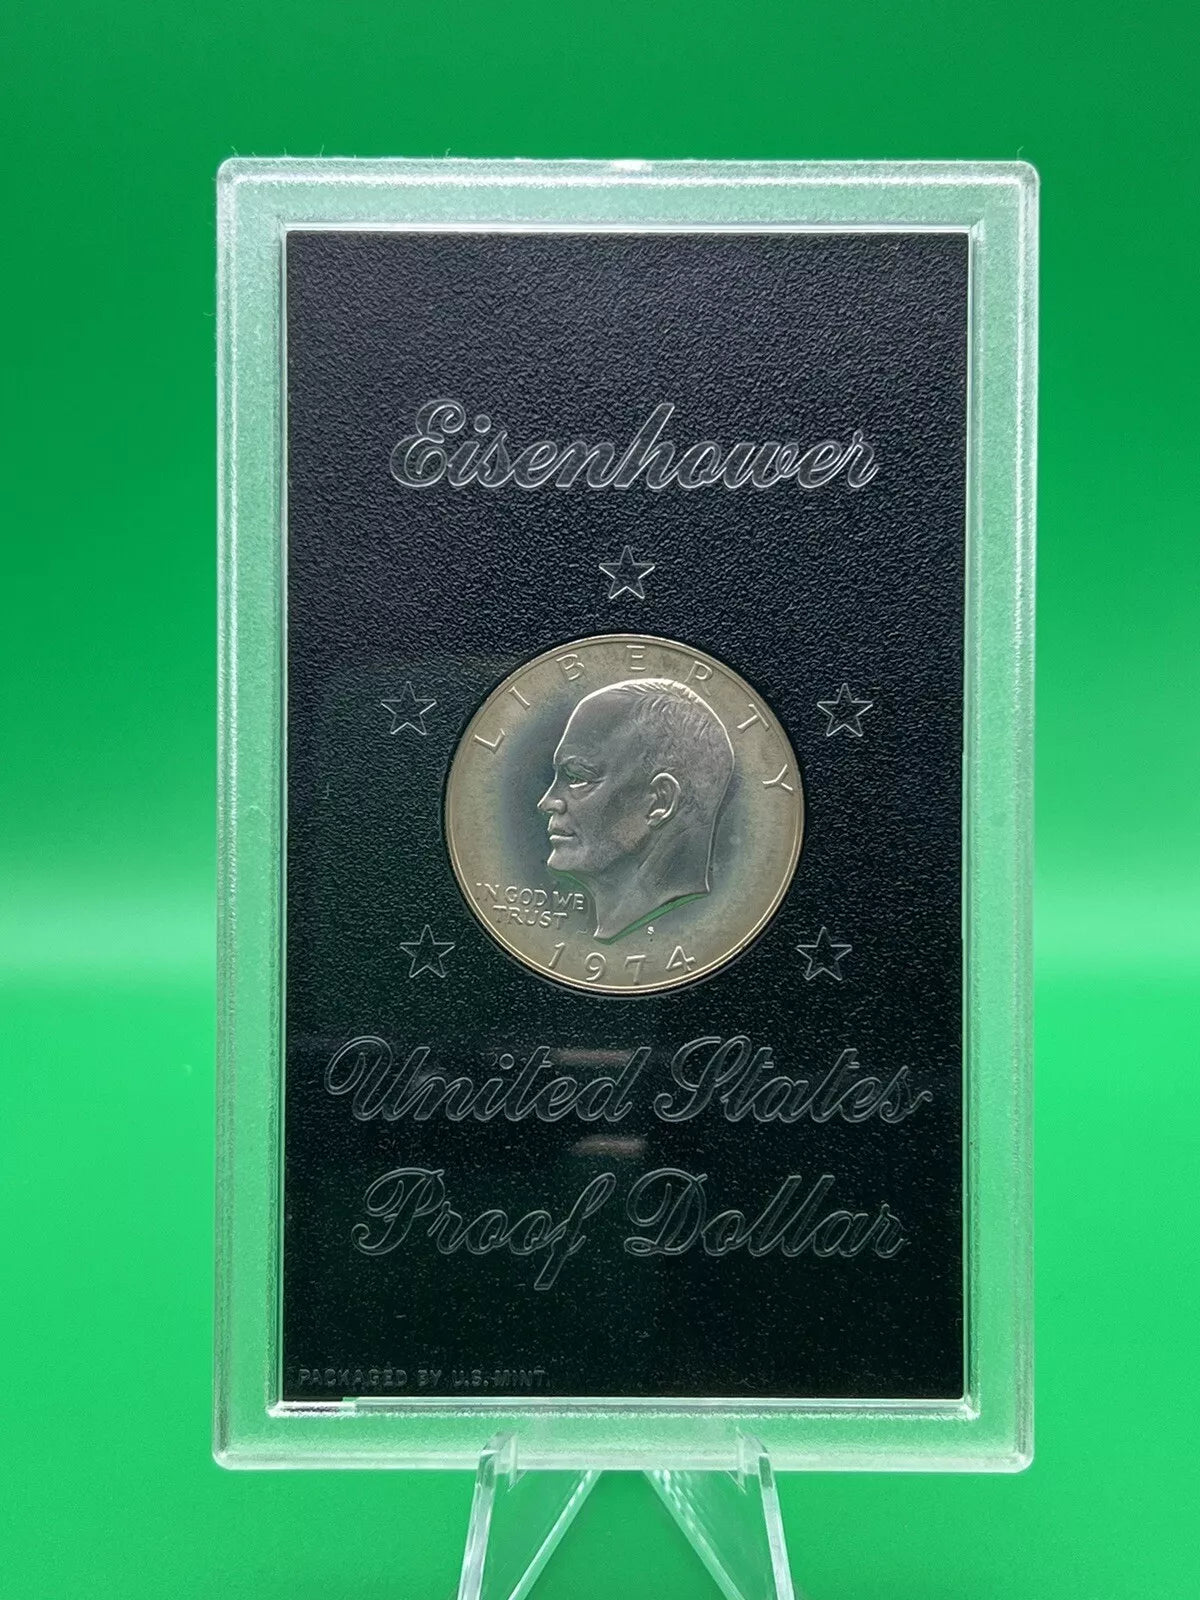 Eisenhower
LIBERTY
IN GOD WE
TRUST
S
1974
United States
Proof Dollar
PACKAGED BY U.S. MINT.